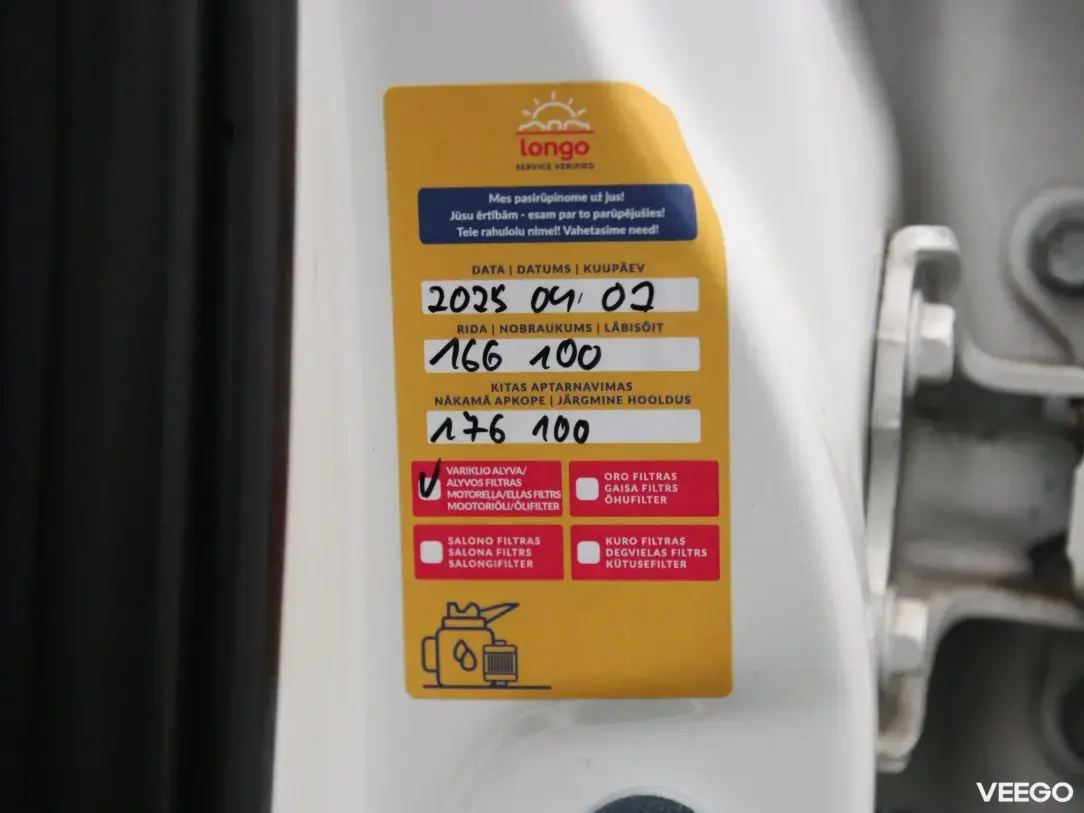 longo
SERVICE VERIFIED
Mes pasirūpinome už jus!
Jūsu ērtībām - esam par to parūpējušies!
Teie rahulolu nimel! Vahetasime need!
DATA | DATUMS | KUUPÄEV
2025 04 02
RIDA | NOBRAUKUMS | LÄBISÕIT
166 100
KITAS APTARNAVIMAS
NĀKAMĀ APKOPE | JÄRGMINE HOOLDUS
176 100
VARIKLIO ALYVA/
ALYVOS FILTRAS
MOTOREĻĻA/EĻĻAS FILTRS
MOOTORIÕLI/ÕLIFILTER
ORO FILTRAS
GAISA FILTRS
ÕHUFILTER
SALONO FILTRAS
SALONA FILTRS
SALONGIFILTER
KURO FILTRAS
DEGVIELAS FILTRS
KÜTUSEFILTER
VEEGO